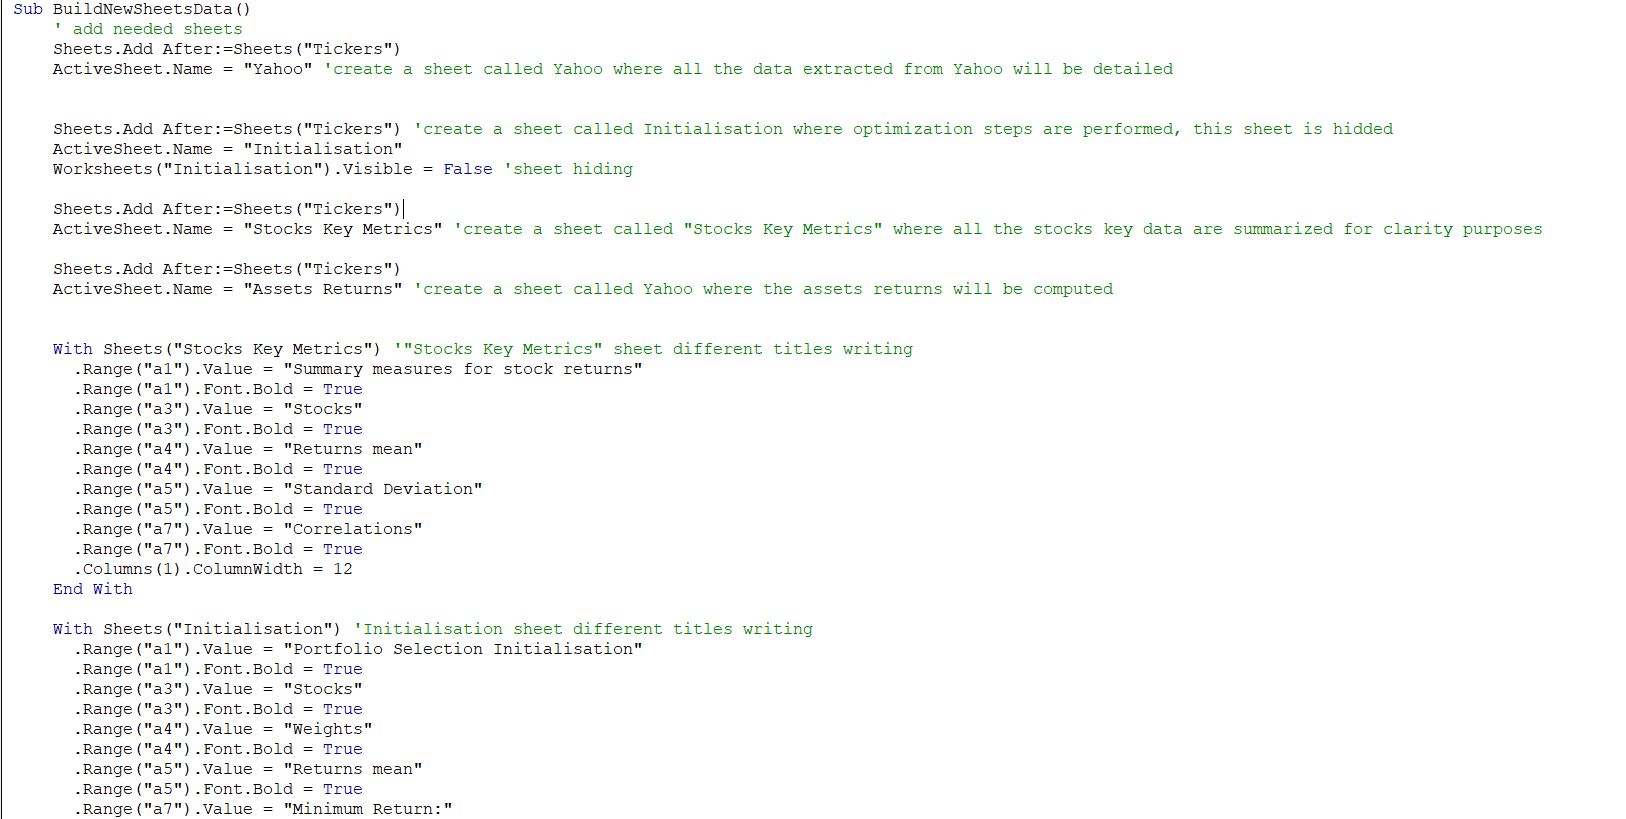 Sub BuildNewSheetsData()
' add needed sheets
Sheets.Add After:=Sheets("Tickers")
ActiveSheet.Name = "Yahoo" 'create a sheet called Yahoo where all the data extracted from Yahoo will be detailed
Sheets.Add After:=Sheets("Tickers") 'create a sheet called Initialisation where optimization steps are performed, this sheet is hidded
ActiveSheet.Name = "Initialisation"
Worksheets("Initialisation").Visible = False 'sheet hiding
Sheets.Add After:=Sheets("Tickers")
ActiveSheet.Name = "Stocks Key Metrics" 'create a sheet called "Stocks Key Metrics" where all the stocks key data are summarized for clarity purposes
Sheets.Add After:=Sheets("Tickers")
ActiveSheet.Name = "Assets Returns" 'create a sheet called Yahoo where the assets returns will be computed
With Sheets("Stocks Key Metrics") '"Stocks Key Metrics" sheet different titles writing
.Range("a1").Value = "Summary measures for stock returns"
.Range("a1").Font.Bold = True
.Range("a3").Value = "Stocks"
.Range("a3").Font.Bold = True
.Range("a4").Value = "Returns mean"
.Range("a4").Font.Bold = True
.Range("a5").Value = "Standard Deviation"
.Range("a5").Font.Bold = True
.Range("a7").Value = "Correlations"
.Range("a7").Font.Bold = True
.Columns(1).ColumnWidth = 12
End With
With Sheets("Initialisation") 'Initialisation sheet different titles writing
.Range("a1").Value = "Portfolio Selection Initialisation"
.Range("a1").Font.Bold = True
.Range("a3").Value = "Stocks"
.Range("a3").Font.Bold = True
.Range("a4").Value = "Weights"
.Range("a4").Font.Bold = True
.Range("a5").Value = "Returns mean"
.Range("a5").Font.Bold = True
.Range("a7").Value = "Minimum Return:"